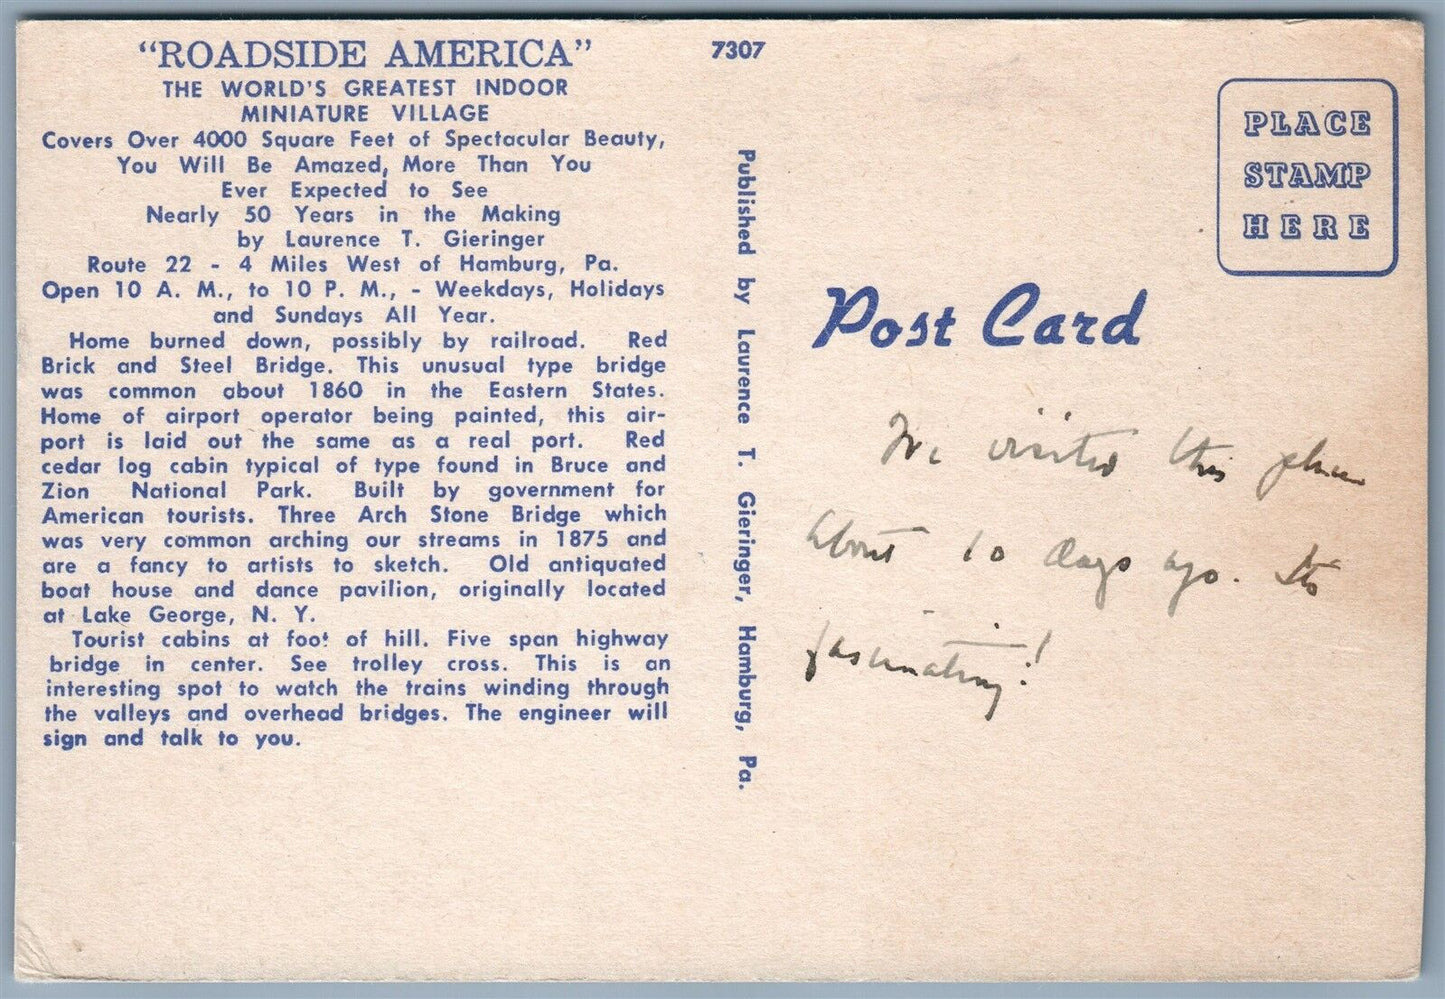 “ROADSIDE AMERICA”
THE WORLD'S GREATEST INDOOR
MINIATURE VILLAGE
Covers Over 4000 Square Feet of Spectacular Beauty,
You Will Be Amazed, More Than You
Ever Expected to See
Nearly 50 Years in the Making
by Laurence T. Gieringer
Route 22 - 4 Miles West of Hamburg, Pa.
Open 10 A. M., to 10 P. M., - Weekdays, Holidays
and Sundays All Year.
Home burned down, possibly by railroad. Red
Brick and Steel Bridge. This unusual type bridge
was common about 1860 in the Eastern States.
Home of airport operator being painted, this air-
port is laid out the same as a real port. Red
cedar log cabin typical of type found in Bruce and
Zion National Park. Built by government for
American tourists. Three Arch Stone Bridge which
was very common arching our streams in 1875 and
are a fancy to artists to sketch. Old antiquated
boat house and dance pavilion, originally located
at Lake George, N. Y.
Tourist cabins at foot of hill. Five span highway
bridge in center. See trolley cross. This is an
interesting spot to watch the trains winding through
the valleys and overhead bridges. The engineer will
sign and talk to you.
7307
Published by Laurence T. Gieringer, Hamburg, Pa.
PLACE
STAMP
HERE
Post Card
We visited this place
about 10 days ago. Its
fascinating!